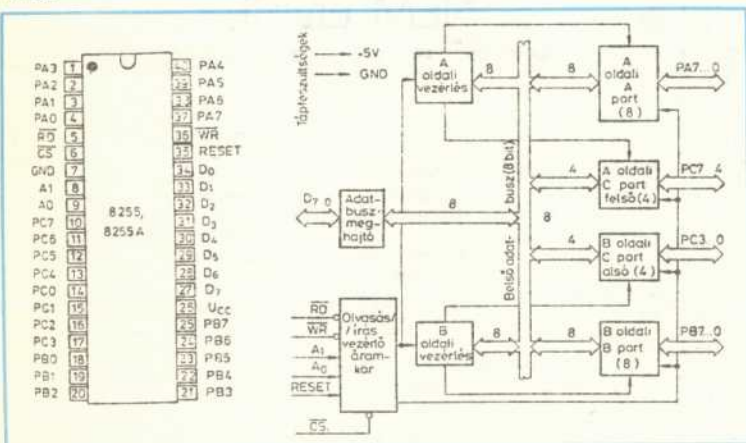 PA3 1
PA2 2
PA1 3
PA0 4
RD 5
CS 6
GND 7
A1 8
A0 9
PC7 10
PC6 11
PC5 12
PC4 13
PC0 14
PC1 15
PC2 16
PC3 17
PB0 18
PB1 19
PB2 20
8255,
8255A
40 PA4
39 PA5
38 PA6
37 PA7
36 WR
35 RESET
34 D0
33 D1
32 D2
31 D3
30 D4
29 D5
28 D6
27 D7
26 UCC
25 PB7
24 PB6
23 PB5
22 PB4
21 PB3
Tápfeszültségek
-5V
GND
A
oldali
vezérlés
8
8
A
oldali
A
port
(8)
PA7...0
4
A oldali
C port
felső(4)
PC7...4
D7...0
Adat-
busz-
meg-
hajtó
8
8
Belső adat-
busz(8 bit)
4
B oldali
C port
alsó (4)
PC3...0
RD
WR
A1
A0
RESET
CS
Olvasás/
/írás
vezérlő
áram-
kör
B
oldali
vezérlés
8
8
B oldali
B port
(8)
PB7...0